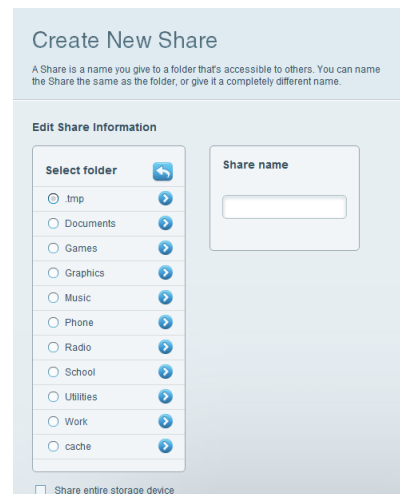 Create New Share
A Share is a name you give to a folder that's accessible to others. You can name
the Share the same as the folder, or give it a completely different name.
Edit Share Information
Select folder
Share name
.tmp
Documents
Games
Graphics
Music
Phone
Radio
School
Utilities
Work
cache
Share entire storage device